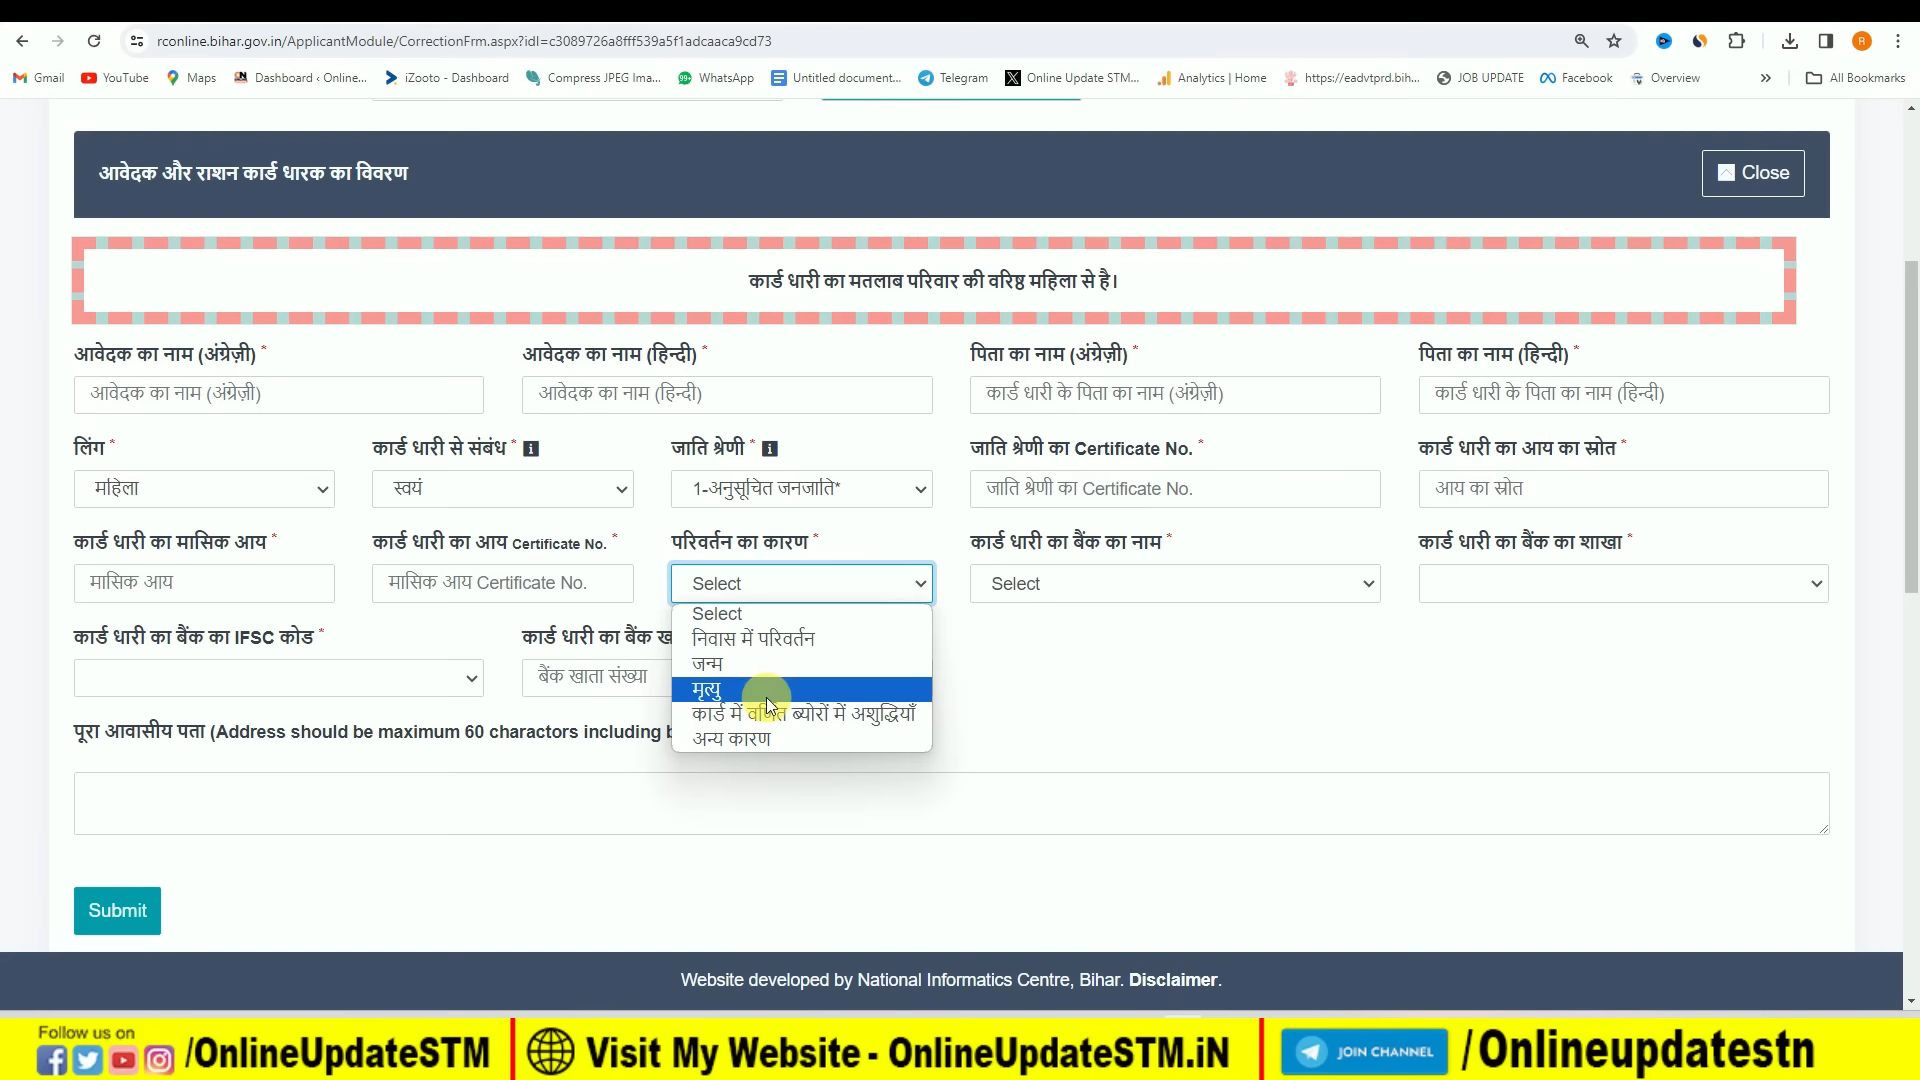 rconline.bihar.gov.in/ApplicantModule/CorrectionFrm.aspx?idl=c3089726a8fff539a5f1adcaaca9cd73
R
Gmail YouTube Maps Dashboard ‹ Online... iZooto - Dashboard Compress JPEG Ima... 99+ WhatsApp Untitled document... Telegram X Online Update STM... Analytics | Home https://eadvtprd.bih... JOB UPDATE Facebook Overview » All Bookmarks
आवेदक और राशन कार्ड धारक का विवरण Close
कार्ड धारी का मतलाब परिवार की वरिष्ठ महिला से है।
आवेदक का नाम (अंग्रेज़ी) * आवेदक का नाम (हिन्दी) * पिता का नाम (अंग्रेज़ी) * पिता का नाम (हिन्दी) *
आवेदक का नाम (अंग्रेज़ी) आवेदक का नाम (हिन्दी) कार्ड धारी के पिता का नाम (अंग्रेज़ी) कार्ड धारी के पिता का नाम (हिन्दी)
लिंग * कार्ड धारी से संबंध * i जाति श्रेणी * i जाति श्रेणी का Certificate No. * कार्ड धारी का आय का स्रोत *
महिला स्वयं 1-अनुसूचित जनजाति* जाति श्रेणी का Certificate No. आय का स्रोत
कार्ड धारी का मासिक आय * कार्ड धारी का आय Certificate No. * परिवर्तन का कारण * कार्ड धारी का बैंक का नाम * कार्ड धारी का बैंक का शाखा *
मासिक आय मासिक आय Certificate No. Select Select
Select
निवास में परिवर्तन
जन्म
मृत्यु
कार्ड में वर्णित ब्योरों में अशुद्धियाँ
अन्य कारण
कार्ड धारी का बैंक का IFSC कोड * कार्ड धारी का बैंक
बैंक खाता संख्या
पूरा आवासीय पता (Address should be maximum 60 charactors including
Submit
Website developed by National Informatics Centre, Bihar. Disclaimer.
Follow us on
/OnlineUpdateSTM Visit My Website - OnlineUpdateSTM.iN JOIN CHANNEL /Onlineupdatestn